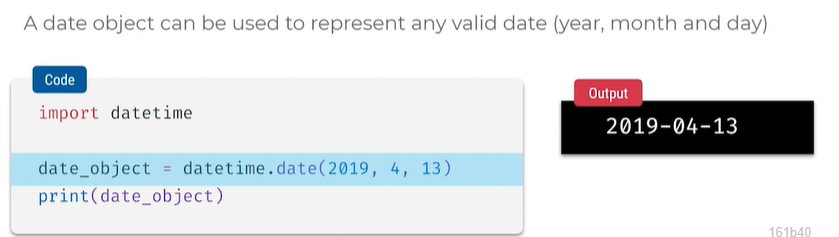 A date object can be used to represent any valid date (year, month and day)
Code
import datetime
date_object = datetime.date(2019, 4, 13)
print(date_object)
Output
2019-04-13
161b40